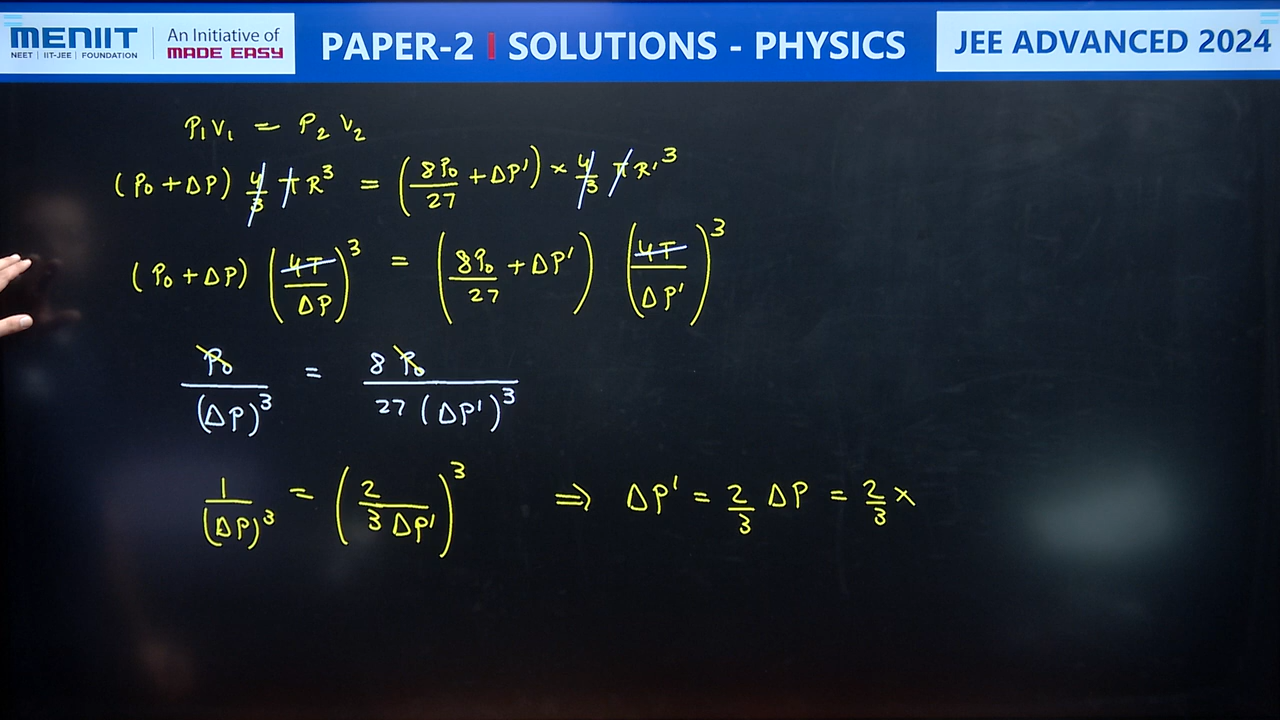 MENIIT
NEET | IIT-JEE | FOUNDATION
An Initiative of
MADE EASY
PAPER-2 | SOLUTIONS - PHYSICS
JEE ADVANCED 2024
P₁V₁ = P₂V₂
(P₀ + ΔP) 4/3 π R³ = (8P₀/27 + ΔP') × 4/3 π R'³
(P₀ + ΔP) (4T/ΔP)³ = (8P₀/27 + ΔP') (4T/ΔP')³
P₀/(ΔP)³ = 8P₀/27(ΔP')³
1/(ΔP)³ = (2/3ΔP')³ ⇒ ΔP' = 2/3 ΔP = 2/3 ×